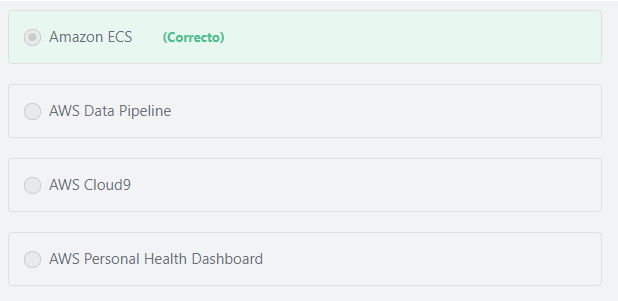 Amazon ECS (Correcto)
AWS Data Pipeline
AWS Cloud9
AWS Personal Health Dashboard